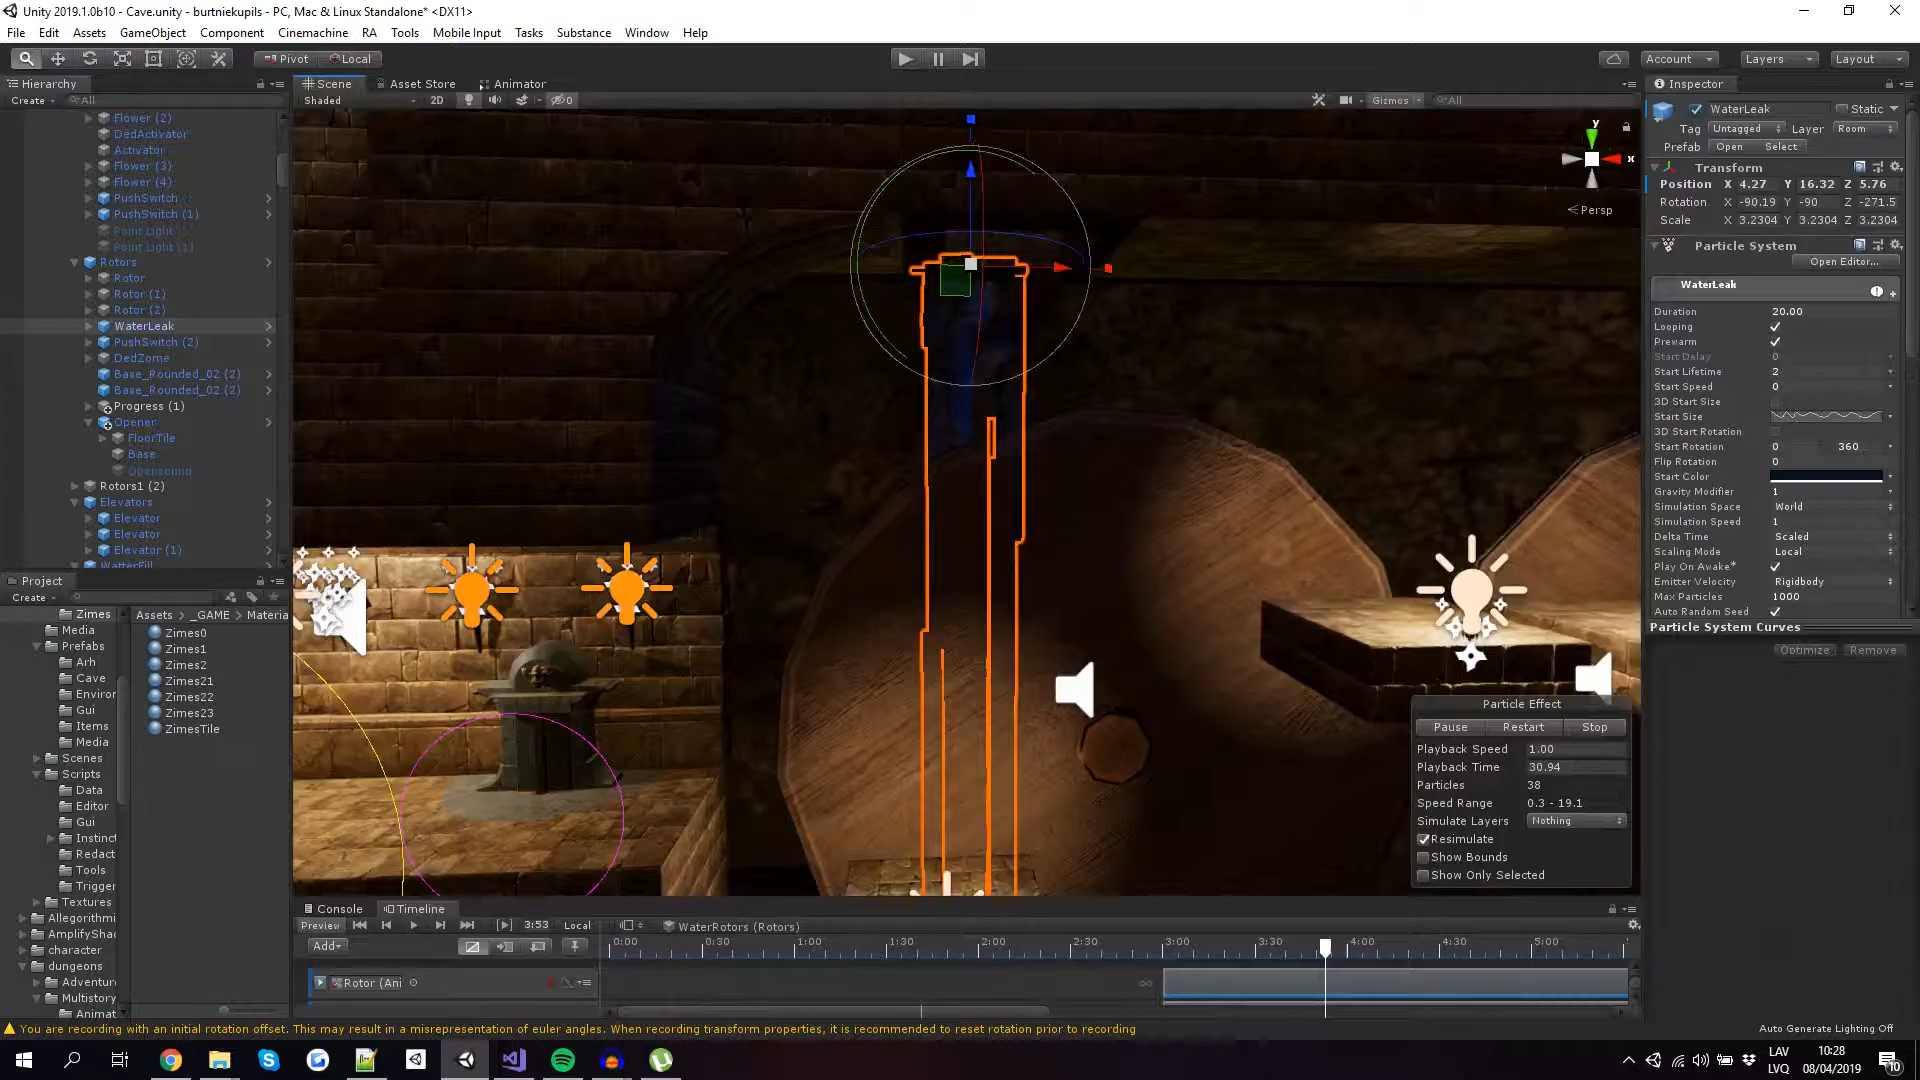 Unity 2019.1.0b10 - Cave.unity - burtniekupils - PC, Mac & Linux Standalone* <DX11>
File Edit Assets GameObject Component Cinemachine RA Tools Mobile Input Tasks Substance Window Help
Pivot Local Account Layers Layout
Hierarchy
Create All
Flower (2)
DedActivator
Activator
Flower (3)
Flower (4)
PushSwitch
PushSwitch (1)
Point Light
Point Light (1)
Rotors
Rotor
Rotor (1)
Rotor (2)
WaterLeak
PushSwitch (2)
DedZome
Base_Rounded_02 (2)
Base_Rounded_02 (2)
Progress (1)
Opener
FloorTile
Base
Opensound
Rotors1 (2)
Elevators
Elevator
Elevator
Elevator (1)
WatterFill
Scene Asset Store Animator
Shaded 2D 0 Gizmos All
y
x
Persp
Inspector
WaterLeak Static
Tag Untagged Layer Room
Prefab Open Select
Transform
Position X 4.27 Y 16.32 Z 5.76
Rotation X -90.19 Y -90 Z -271.5
Scale X 3.2304 Y 3.2304 Z 3.2304
Particle System
Open Editor...
WaterLeak
Duration 20.00
Looping
Prewarm
Start Delay 0
Start Lifetime 2
Start Speed 0
3D Start Size
Start Size
3D Start Rotation
Start Rotation 0 360
Flip Rotation 0
Start Color
Gravity Modifier 1
Simulation Space World
Simulation Speed 1
Delta Time Scaled
Scaling Mode Local
Play On Awake*
Emitter Velocity Rigidbody
Max Particles 1000
Auto Random Seed
Particle System Curves
Optimize Remove
Particle Effect
Pause Restart Stop
Playback Speed 1.00
Playback Time 30.94
Particles 38
Speed Range 0.3 - 19.1
Simulate Layers Nothing
Resimulate
Show Bounds
Show Only Selected
Project
Create
Zimes
Media
Prefabs
Arh
Cave
Enviror
Gui
Items
Media
Scenes
Scripts
Data
Editor
Gui
Instinct
Redact
Tools
Trigger
Textures
Allegorithmi
AmplifySha
character
dungeons
Adventur
Multistory
Animat
Assets _GAME Materia
Zimes0
Zimes1
Zimes2
Zimes21
Zimes22
Zimes23
ZimesTile
Console Timeline
Preview 3:53 Local WaterRotors (Rotors)
Add
0:00 0:30 1:00 1:30 2:00 2:30 3:00 3:30 4:00 4:30 5:00
Rotor (Ani
You are recording with an initial rotation offset. This may result in a misrepresentation of euler angles. When recording transform properties, it is recommended to reset rotation prior to recording
Auto Generate Lighting Off
LAV
LVQ
10:28
08/04/2019
10